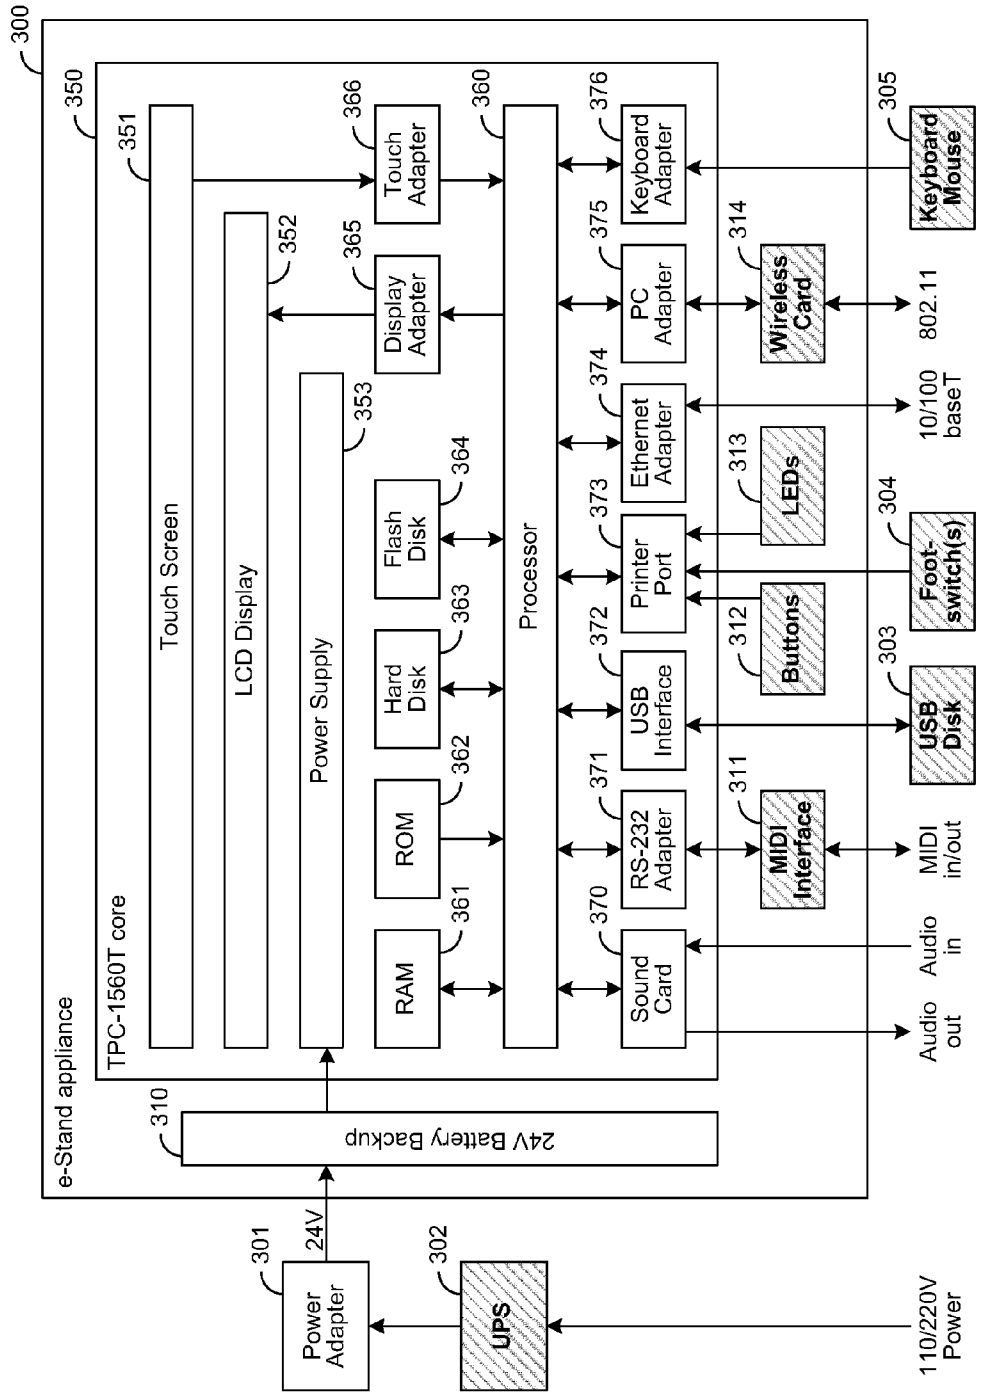 300
e-Stand appliance
350
TPC-1560T core
351
Touch Screen
352
LCD Display
353
Power Supply
310
24V Battery Backup
24V
301
Power
Adapter
302
UPS
110/220V
Power
361
RAM
362
ROM
363
Hard
Disk
364
Flash
Disk
365
Display
Adapter
366
Touch
Adapter
360
Processor
370
Sound
Card
371
RS-232
Adapter
372
USB
Interface
373
Printer
Port
374
Ethernet
Adapter
375
PC
Adapter
376
Keyboard
Adapter
311
MIDI
Interface
312
Buttons
313
LEDs
314
Wireless
Card
303
USB
Disk
304
Foot-
switch(s)
305
Keyboard
Mouse
Audio
out
Audio
in
MIDI
in/out
10/100
baseT
802.11